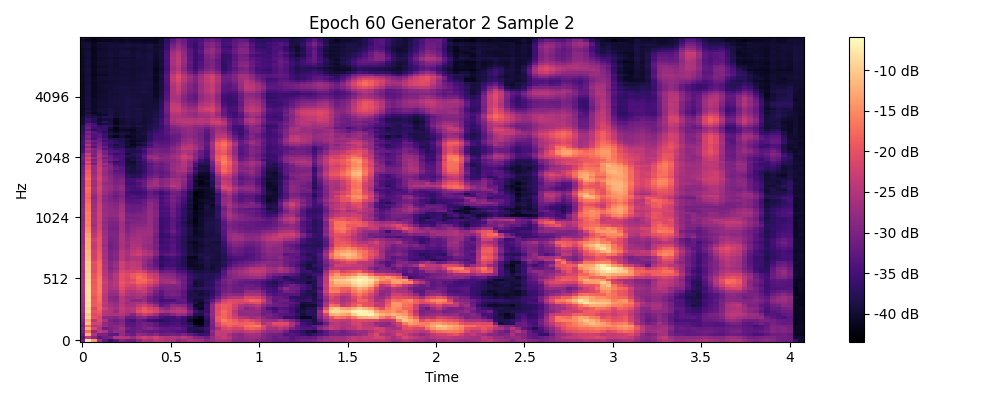 Epoch 60 Generator 2 Sample 2
Hz
4096
2048
1024
512
0
0 0.5 1 1.5 2 2.5 3 3.5 4
Time
-10 dB
-15 dB
-20 dB
-25 dB
-30 dB
-35 dB
-40 dB